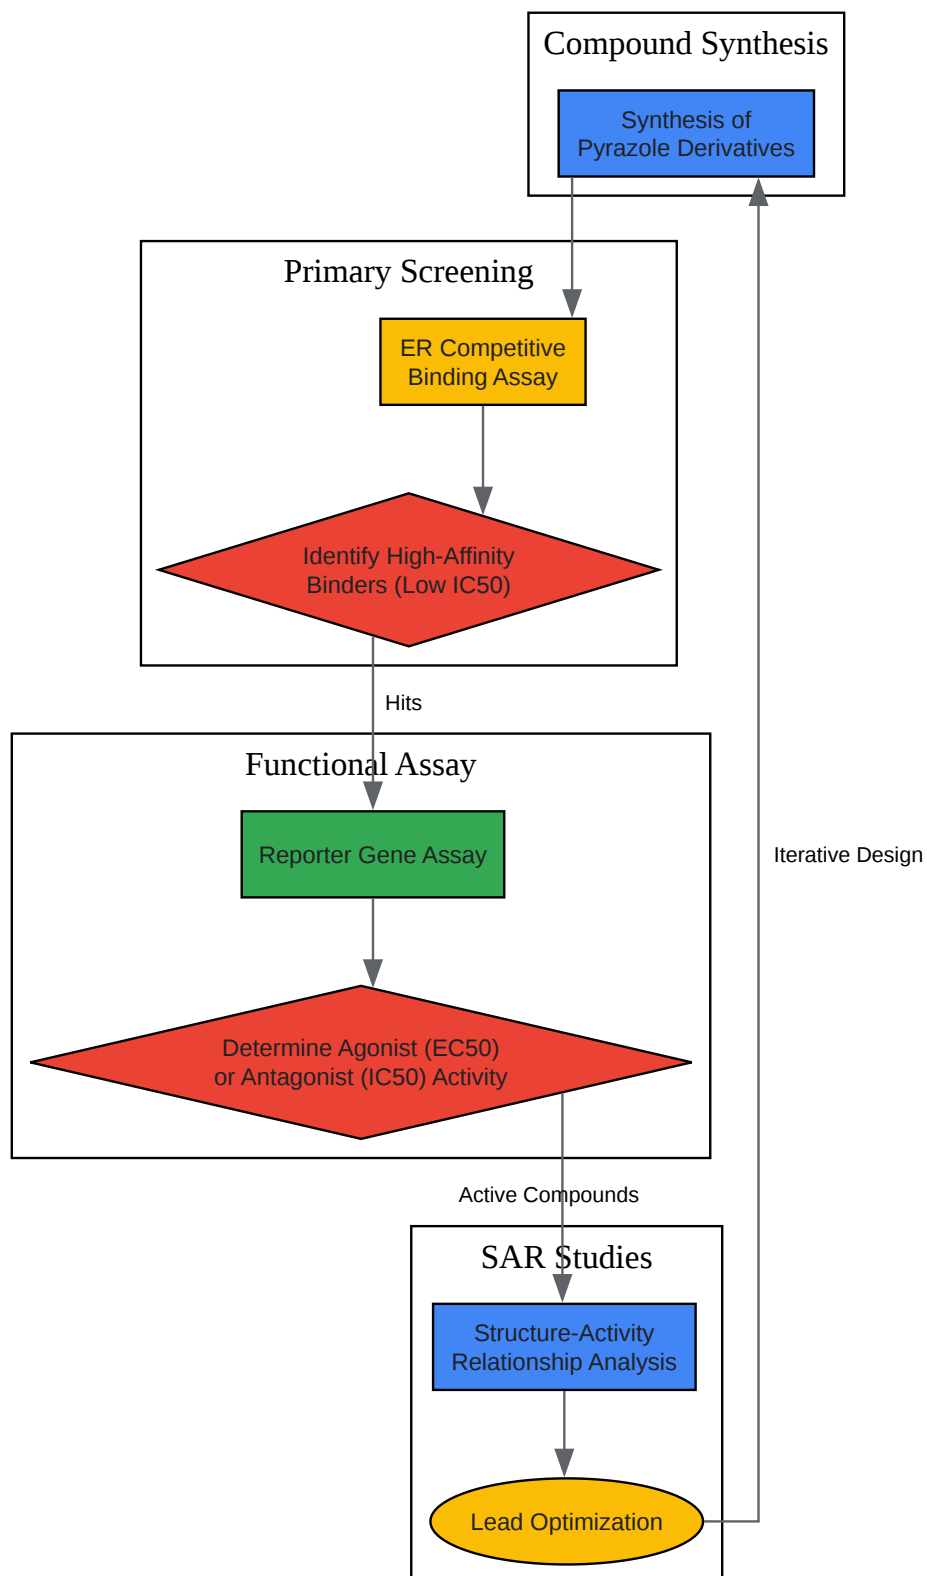 Compound Synthesis
Synthesis of
Pyrazole Derivatives
Primary Screening
ER Competitive
Binding Assay
Identify High-Affinity
Binders (Low IC50)
Hits
Functional Assay
Reporter Gene Assay
Iterative Design
Determine Agonist (EC50)
or Antagonist (IC50) Activity
Active Compounds
SAR Studies
Structure-Activity
Relationship Analysis
Lead Optimization